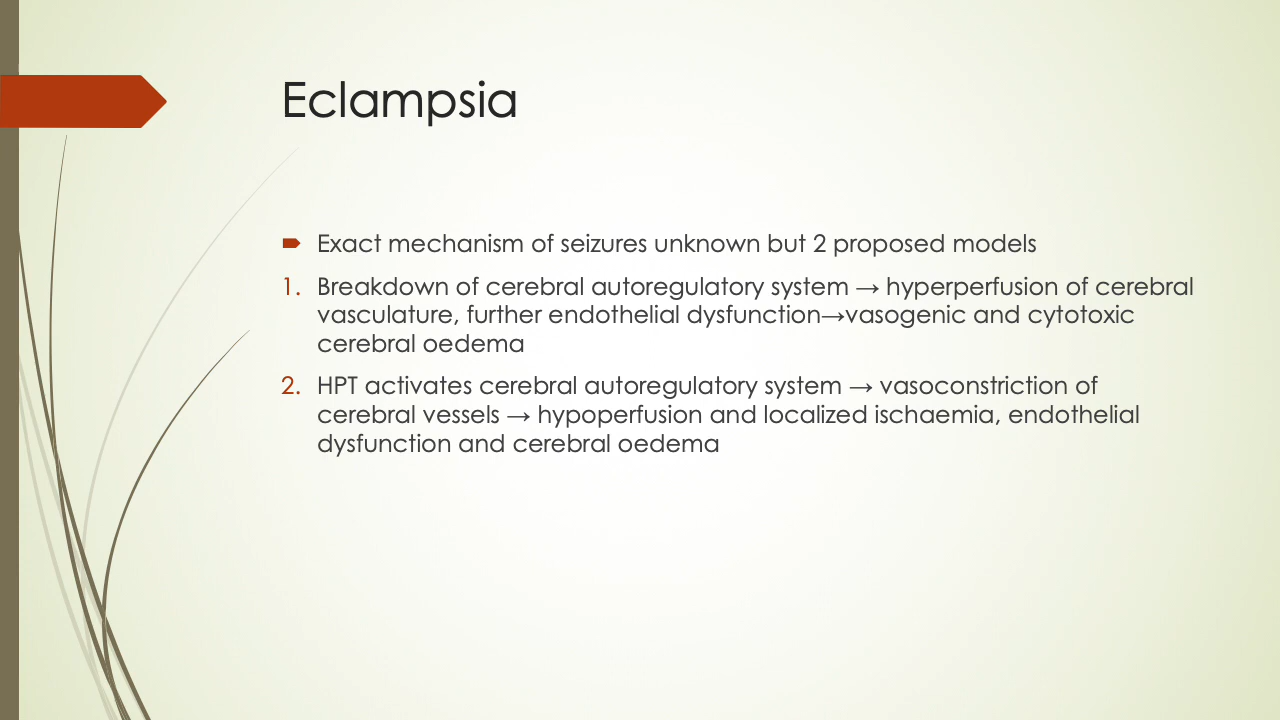 Eclampsia
Exact mechanism of seizures unknown but 2 proposed models
1. Breakdown of cerebral autoregulatory system → hyperperfusion of cerebral
vasculature, further endothelial dysfunction→vasogenic and cytotoxic
cerebral oedema
2. HPT activates cerebral autoregulatory system → vasoconstriction of
cerebral vessels → hypoperfusion and localized ischaemia, endothelial
dysfunction and cerebral oedema